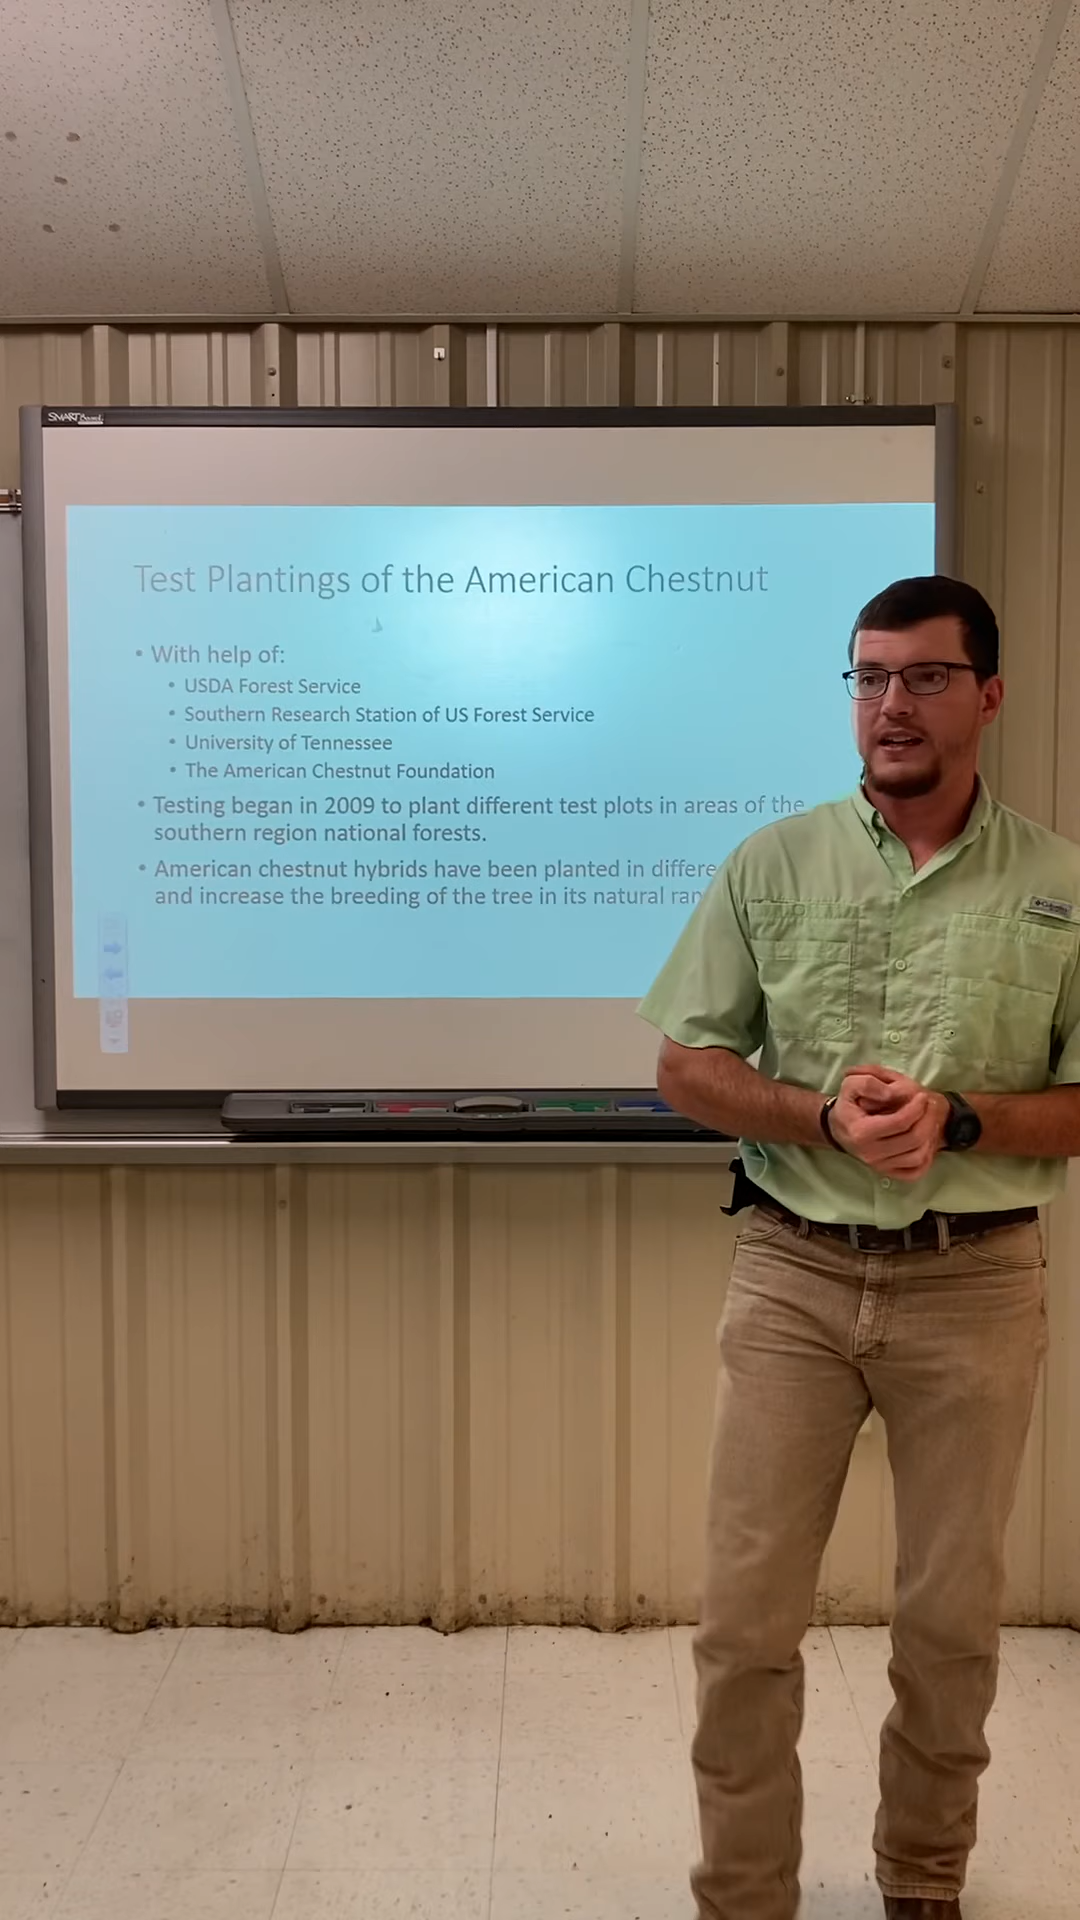 SMART Board
Test Plantings of the American Chestnut
• With help of:
• USDA Forest Service
• Southern Research Station of US Forest Service
• University of Tennessee
• The American Chestnut Foundation
• Testing began in 2009 to plant different test plots in areas of the
southern region national forests.
• American chestnut hybrids have been planted in differe
and increase the breeding of the tree in its natural ran
Columbia